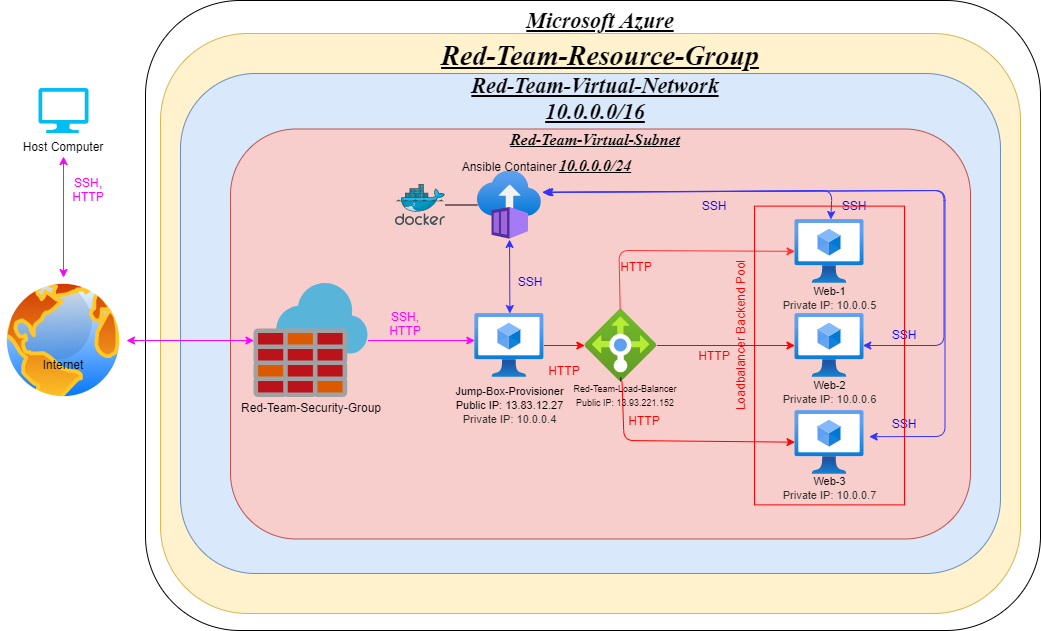 Microsoft Azure
Red-Team-Resource-Group
Red-Team-Virtual-Network
10.0.0.0/16
Red-Team-Virtual-Subnet
Ansible Container 10.0.0.0/24
docker
Host Computer
SSH,
HTTP
Internet
SSH,
HTTP
Red-Team-Security-Group
SSH
Jump-Box-Provisioner
Public IP: 13.83.12.27
Private IP: 10.0.0.4
HTTP
Red-Team-Load-Balancer
Public IP: 13.93.221.152
HTTP
HTTP
HTTP
Loadbalancer Backend Pool
SSH
SSH
Web-1
Private IP: 10.0.0.5
SSH
Web-2
Private IP: 10.0.0.6
SSH
Web-3
Private IP: 10.0.0.7